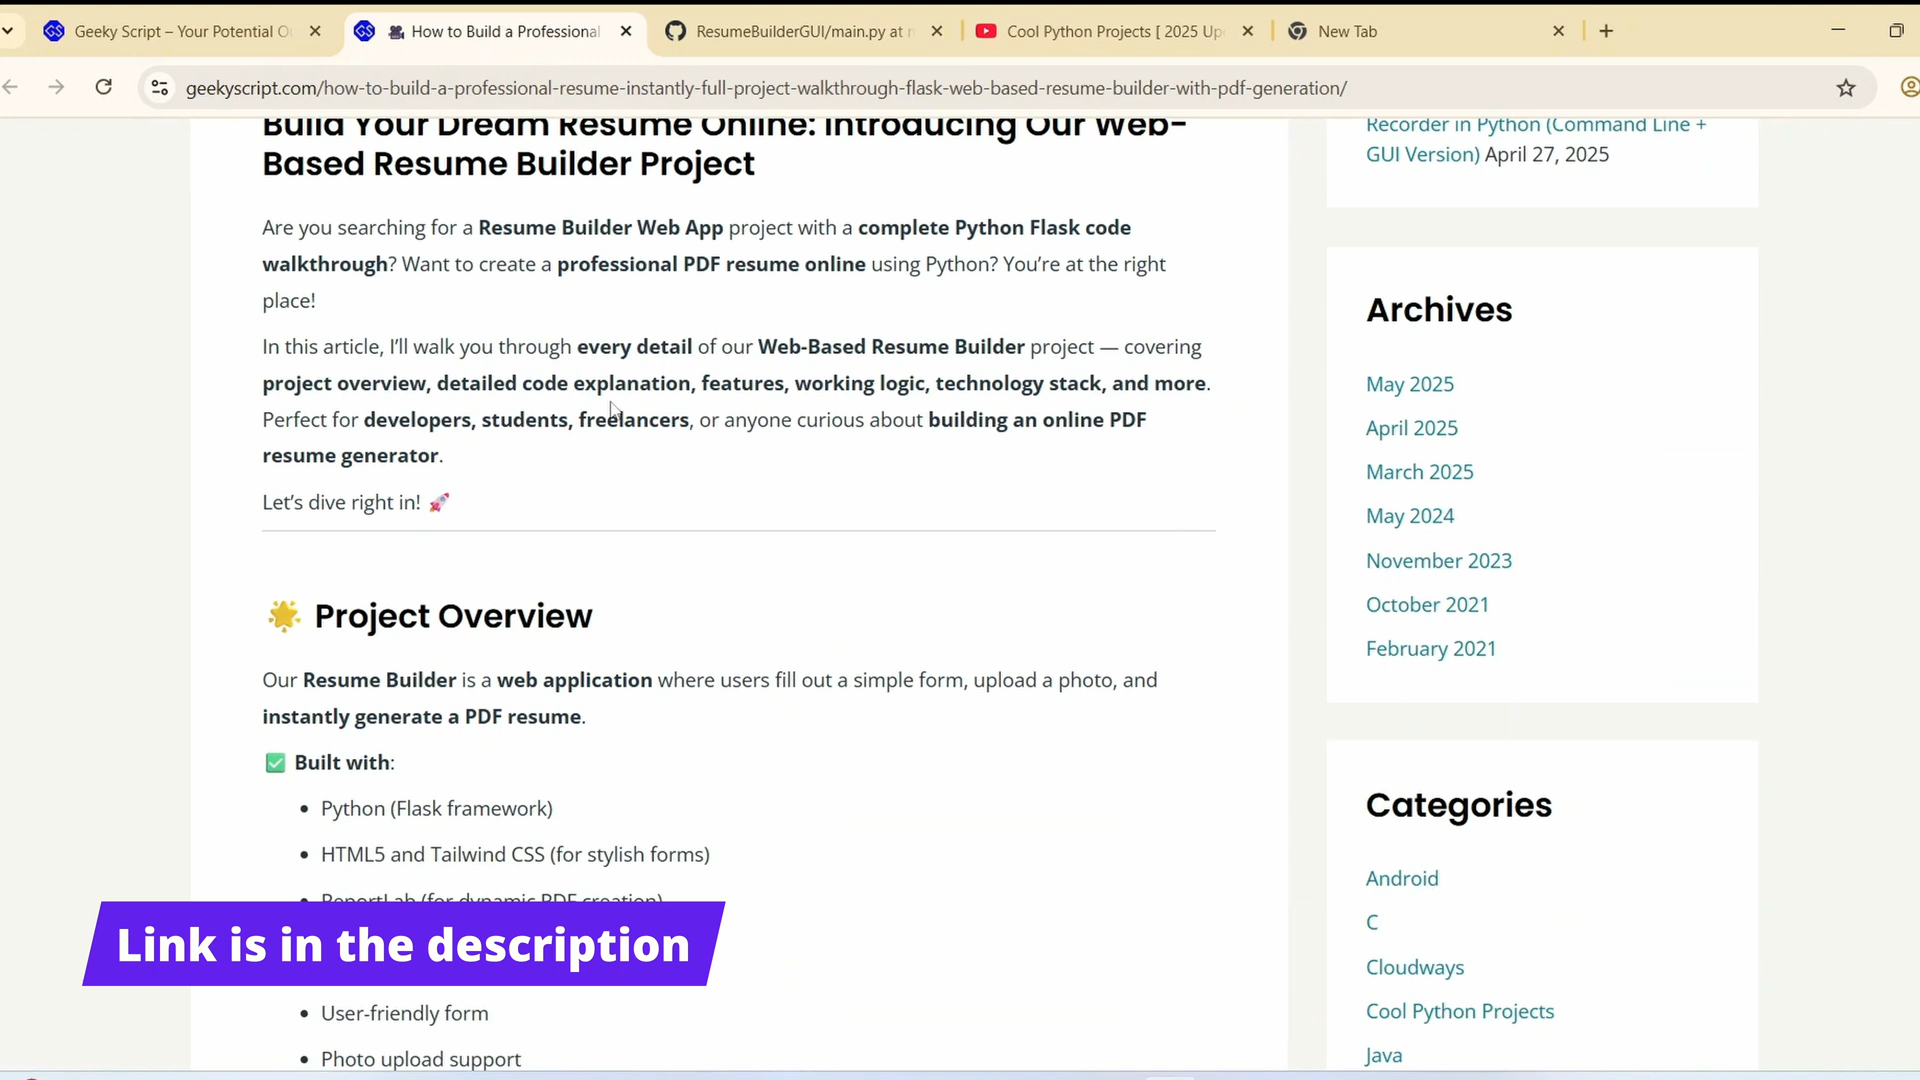 Geeky Script – Your Potential O
How to Build a Professional
ResumeBuilderGUI/main.py at
Cool Python Projects [ 2025 Up
New Tab
geekyscript.com/how-to-build-a-professional-resume-instantly-full-project-walkthrough-flask-web-based-resume-builder-with-pdf-generation/
Build Your Dream Resume Online: Introducing Our Web-
Based Resume Builder Project
Are you searching for a Resume Builder Web App project with a complete Python Flask code
walkthrough? Want to create a professional PDF resume online using Python? You’re at the right
place!
In this article, I’ll walk you through every detail of our Web-Based Resume Builder project — covering
project overview, detailed code explanation, features, working logic, technology stack, and more.
Perfect for developers, students, freelancers, or anyone curious about building an online PDF
resume generator.
Let’s dive right in! 🚀
🌟 Project Overview
Our Resume Builder is a web application where users fill out a simple form, upload a photo, and
instantly generate a PDF resume.
✅ Built with:
• Python (Flask framework)
• HTML5 and Tailwind CSS (for stylish forms)
• ReportLab (for dynamic PDF creation)
Link is in the description
• User-friendly form
• Photo upload support
Recorder in Python (Command Line +
GUI Version) April 27, 2025
Archives
May 2025
April 2025
March 2025
May 2024
November 2023
October 2021
February 2021
Categories
Android
C
Cloudways
Cool Python Projects
Java